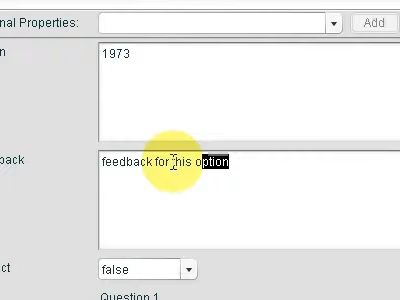 nal Properties:
Add
n
1973
back
feedback for this option
ct
false
Question 1